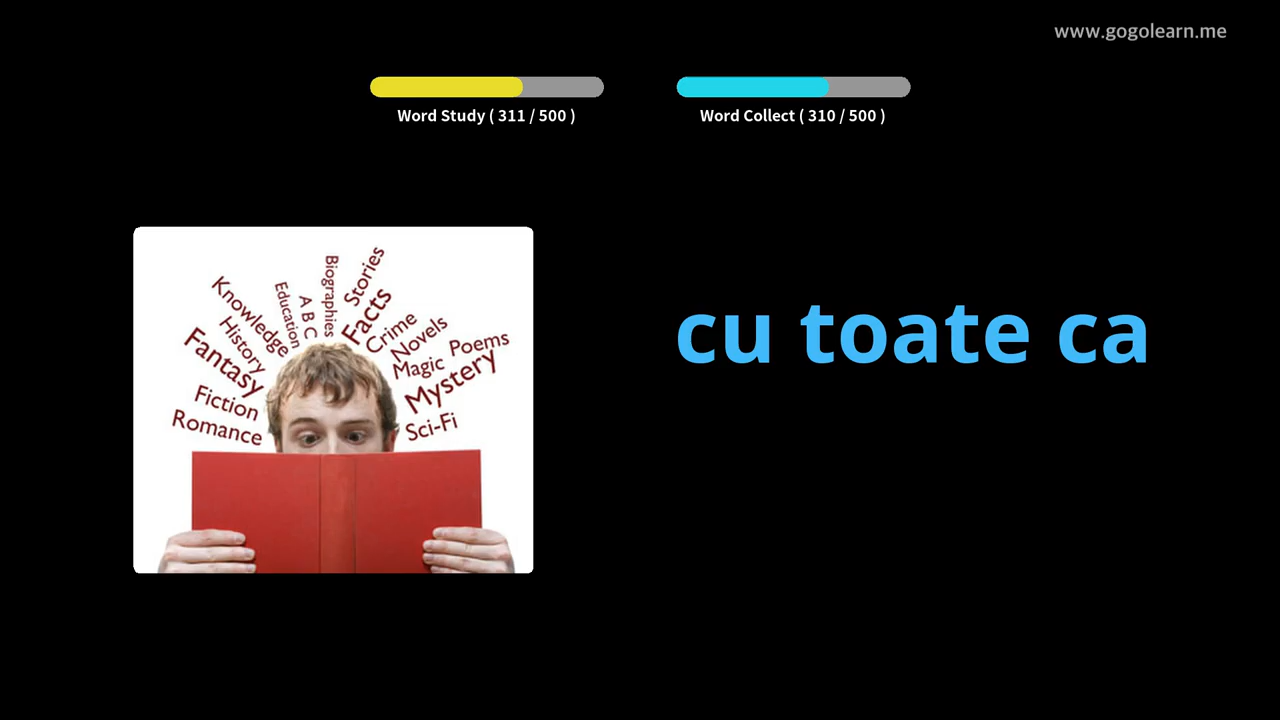 www.gogolearn.me
Word Study ( 311 / 500 )
Word Collect ( 310 / 500 )
cu toate ca
Knowledge
History
Fantasy
Fiction
Romance
Education
A B C
Biographies
Stories
Facts
Crime
Novels
Magic
Poems
Mystery
Sci-Fi